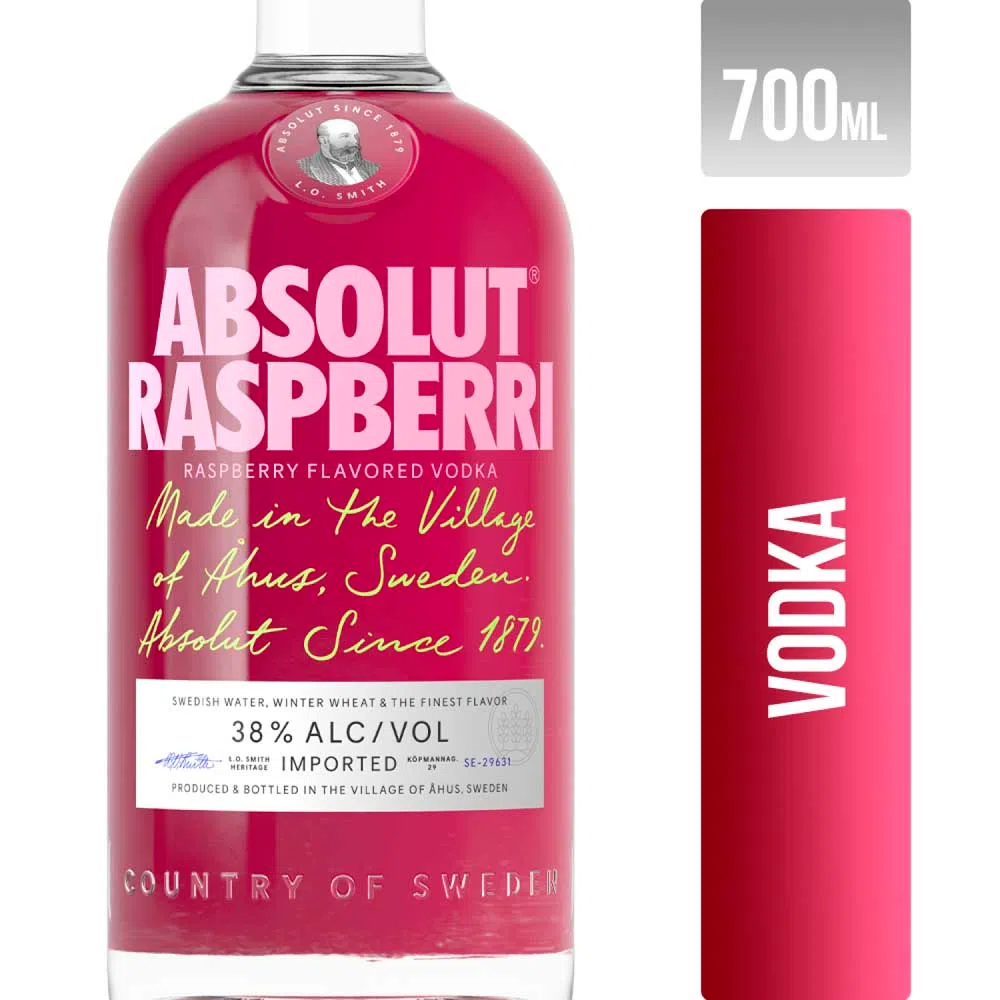 ABSOLUT SINCE 1879
L.O. SMITH
ABSOLUT®
RASPBERRI
RASPBERRY FLAVORED VODKA
Made in the Village
of Åhus, Sweden.
Absolut Since 1879.
SWEDISH WATER, WINTER WHEAT & THE FINEST FLAVOR
38% ALC/VOL
L.O. SMITH
HERITAGE
IMPORTED
KÖPMANNAG.
29
SE-29631
PRODUCED & BOTTLED IN THE VILLAGE OF ÅHUS, SWEDEN
COUNTRY OF SWEDEN
700ML
VODKA